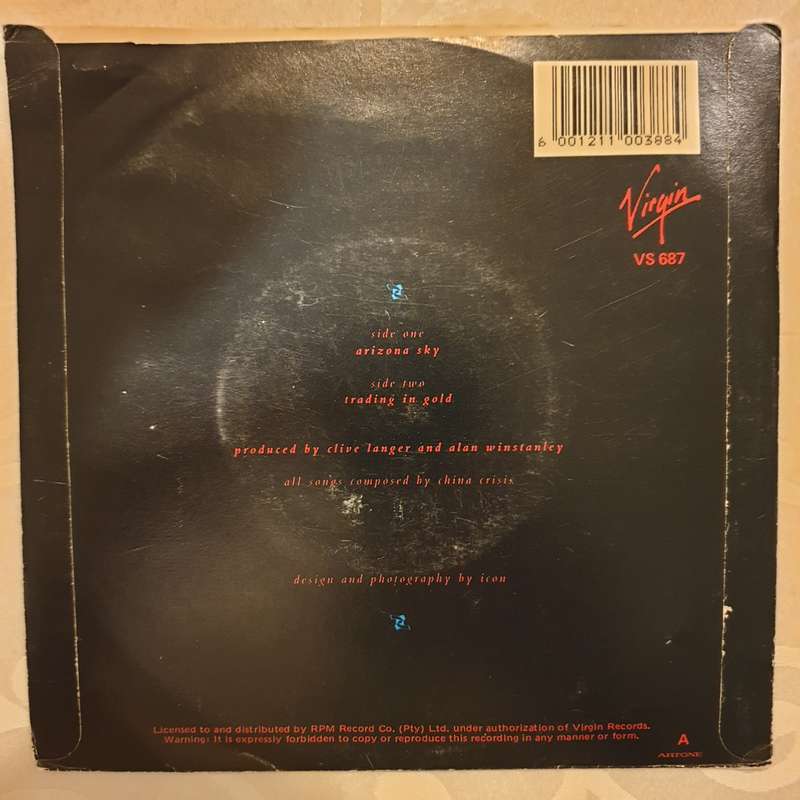 6 001211 003884
Virgin
VS 687
side one
arizona sky
side two
trading in gold
produced by clive langer and alan winstanley
all songs composed by china crisis
design and photography by icon
Licensed to and distributed by RPM Record Co. (Pty) Ltd. under authorization of Virgin Records.
Warning: It is expressly forbidden to copy or reproduce this recording in any manner or form.
A
ARTONE